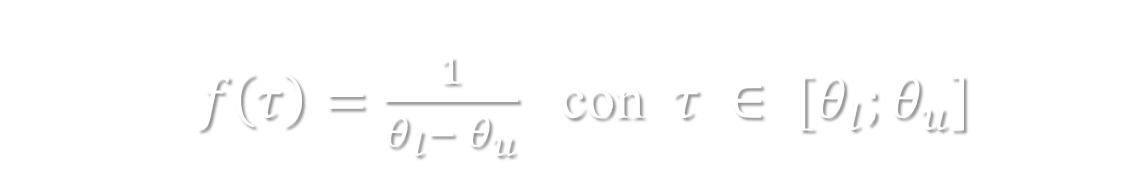 f(τ) = 1/(θ_l − θ_u) con τ ∈ [θ_l; θ_u]